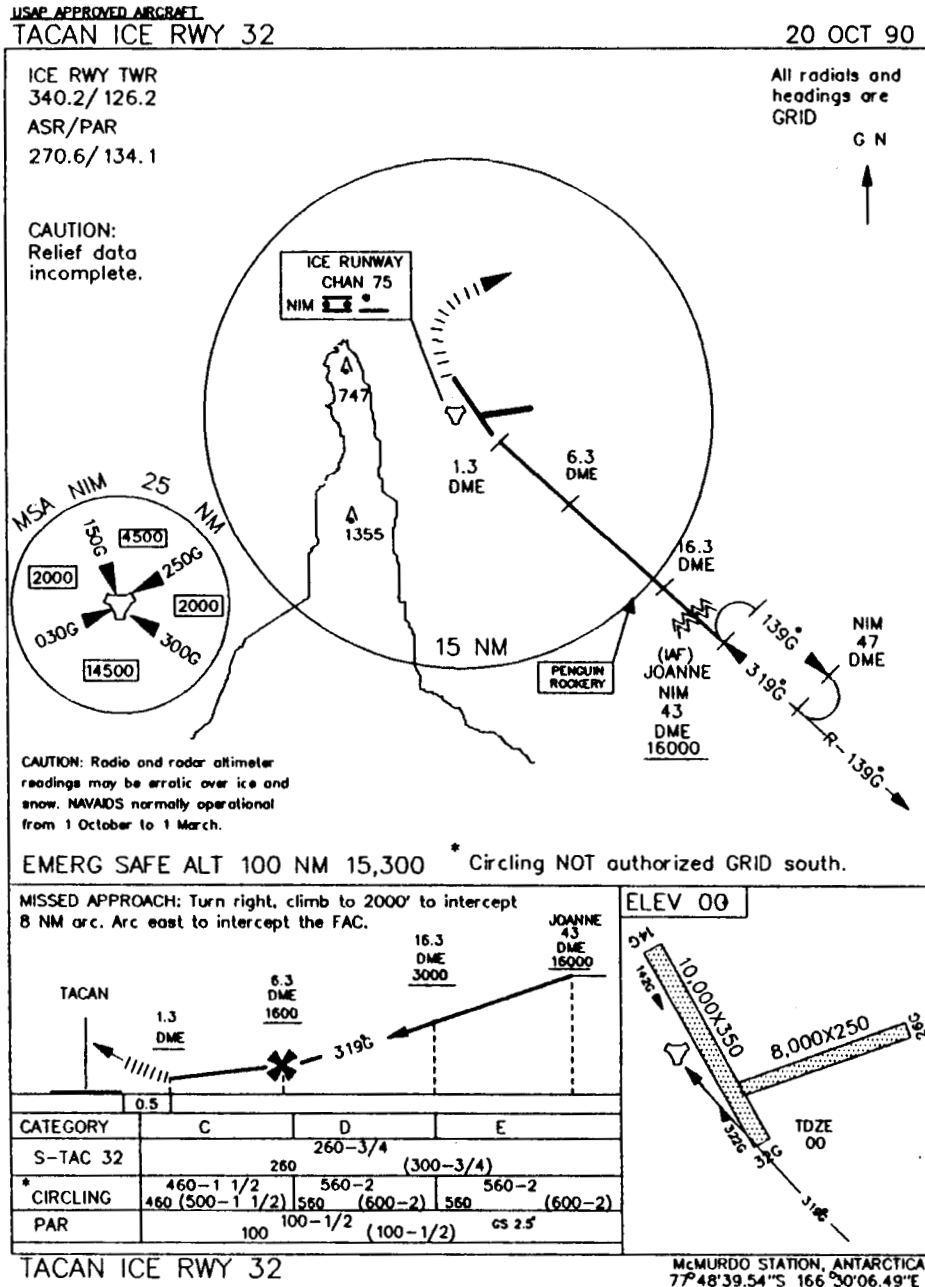 USAP APPROVED AIRCRAFT
TACAN ICE RWY 32
20 OCT 90
ICE RWY TWR
340.2/126.2
ASR/PAR
270.6/134.1
All radials and
headings are
GRID
G N
CAUTION:
Relief data
incomplete.
ICE RUNWAY
CHAN 75
NIM
747
1355
1.3
DME
6.3
DME
16.3
DME
15 NM
PENGUIN
ROOKERY
(IAF)
JOANNE
NIM
43
DME
16000
139G°
319G°
NIM
47
DME
R-139G°
MSA NIM 25 NM
150G
4500
250G
2000
2000
030G
300G
14500
CAUTION: Radio and radar altimeter
readings may be erratic over ice and
snow. NAVAIDS normally operational
from 1 October to 1 March.
EMERG SAFE ALT 100 NM 15,300
* Circling NOT authorized GRID south.
MISSED APPROACH: Turn right, climb to 2000' to intercept
8 NM arc. Arc east to intercept the FAC.
TACAN
1.3
DME
6.3
DME
1600
16.3
DME
3000
JOANNE
43
DME
16000
319°G
0.5
CATEGORY C D E
S-TAC 32 260-3/4
260 (300-3/4)
* CIRCLING 460-1 1/2 560-2 560-2
460 (500-1 1/2) 560 (600-2) 560 (600-2)
PAR 100-1/2 GS 2.5°
100 (100-1/2)
ELEV 00
14G
142G
10,000X350
8,000X250
26G
TDZE
00
322G
32G
319G
TACAN ICE RWY 32
McMURDO STATION, ANTARCTICA
77°48'39.54"S 166°30'06.49"E